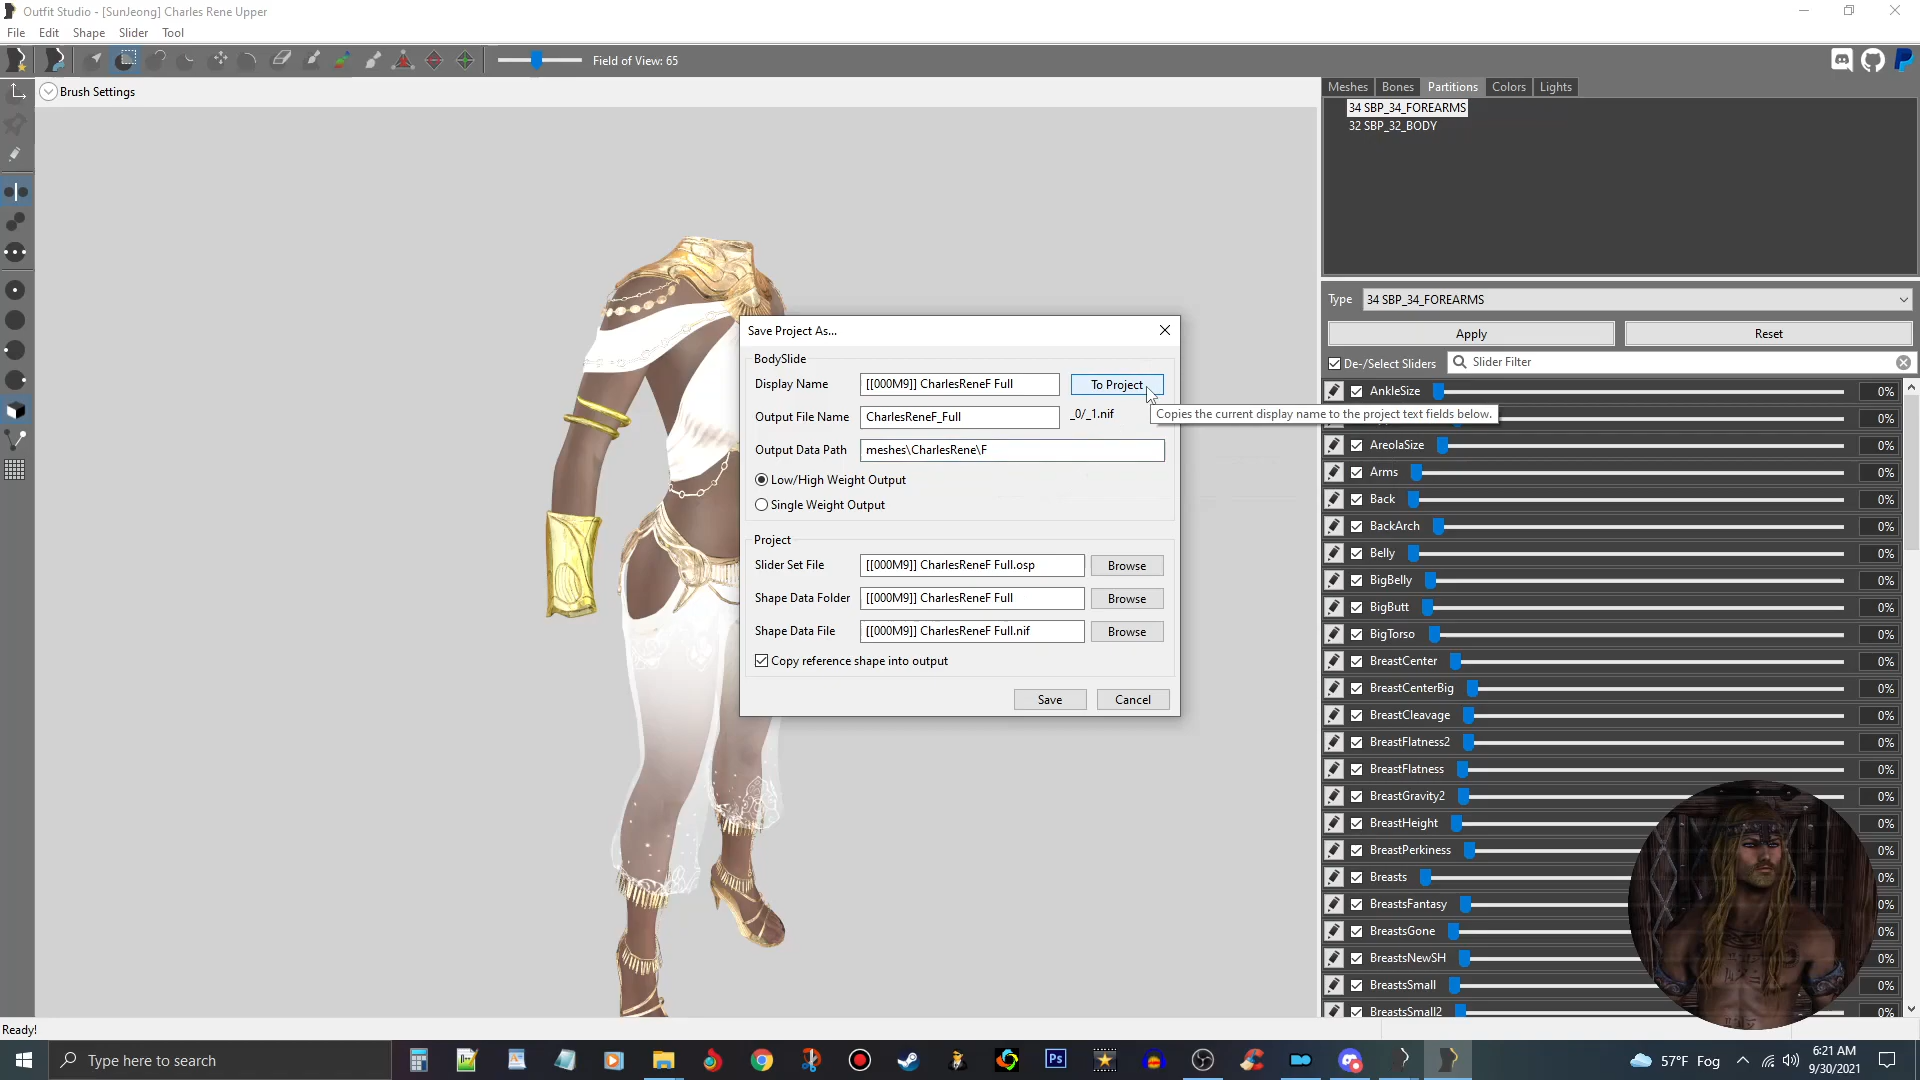 Outfit Studio - [SunJeong] Charles Rene Upper
File Edit Shape Slider Tool
Field of View: 65
Brush Settings
Meshes Bones Partitions Colors Lights
34 SBP_34_FOREARMS
32 SBP_32_BODY
Type 34 SBP_34_FOREARMS
Apply Reset
De-/Select Sliders Slider Filter
AnkleSize 0%
0%
AreolaSize 0%
Arms 0%
Back 0%
BackArch 0%
Belly 0%
BigBelly 0%
BigButt 0%
BigTorso 0%
BreastCenter 0%
BreastCenterBig 0%
BreastCleavage 0%
BreastFlatness2 0%
BreastFlatness 0%
BreastGravity2 0%
BreastHeight 0%
BreastPerkiness 0%
Breasts 0%
BreastsFantasy 0%
BreastsGone 0%
BreastsNewSH 0%
BreastsSmall 0%
BreastsSmall2 0%
Save Project As...
BodySlide
Display Name [[000M9]] CharlesReneF Full To Project
Output File Name CharlesReneF_Full _0/_1.nif
Copies the current display name to the project text fields below.
Output Data Path meshes\CharlesRene\F
Low/High Weight Output
Single Weight Output
Project
Slider Set File [[000M9]] CharlesReneF Full.osp Browse
Shape Data Folder [[000M9]] CharlesReneF Full Browse
Shape Data File [[000M9]] CharlesReneF Full.nif Browse
Copy reference shape into output
Save Cancel
Ready!
Type here to search
Ps
57°F Fog
6:21 AM
9/30/2021